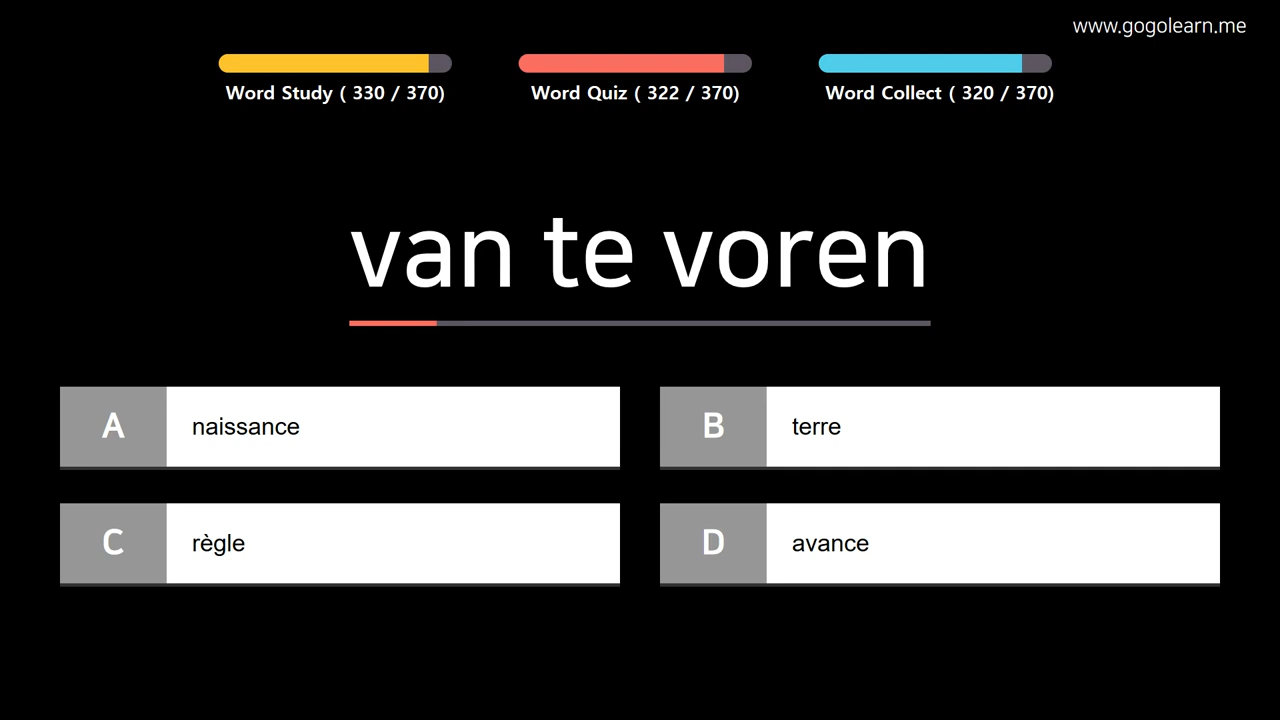 www.gogolearn.me
Word Study ( 330 / 370)
Word Quiz ( 322 / 370)
Word Collect ( 320 / 370)
van te voren
A naissance
B terre
C règle
D avance